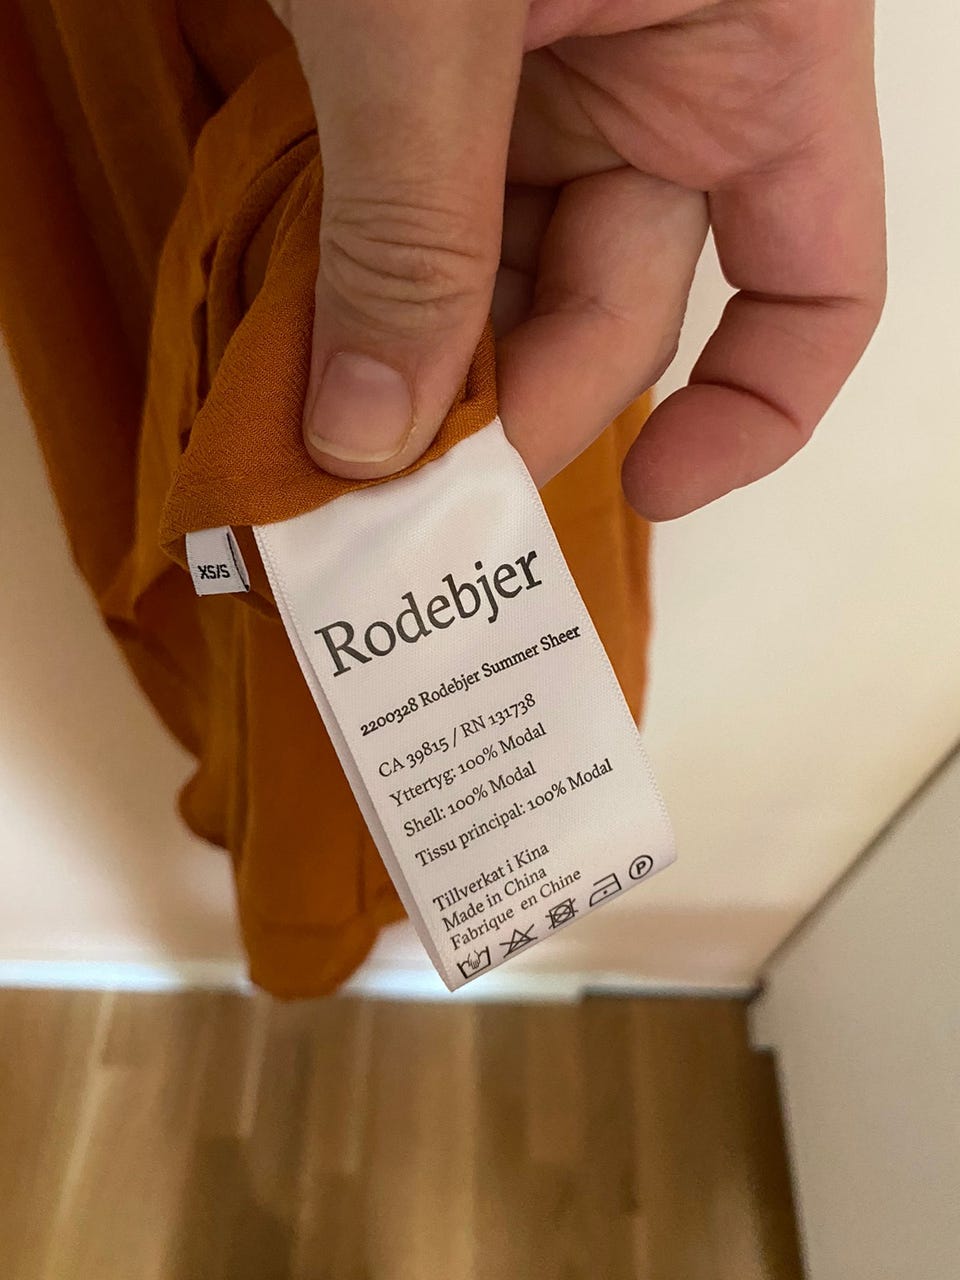 XS/S
Rodebjer
2200328 Rodebjer Summer Sheer
CA 39815 / RN 131738
Yttertyg: 100% Modal
Shell: 100% Modal
Tissu principal: 100% Modal
Tillverkat i Kina
Made in China
Fabrique en Chine
P